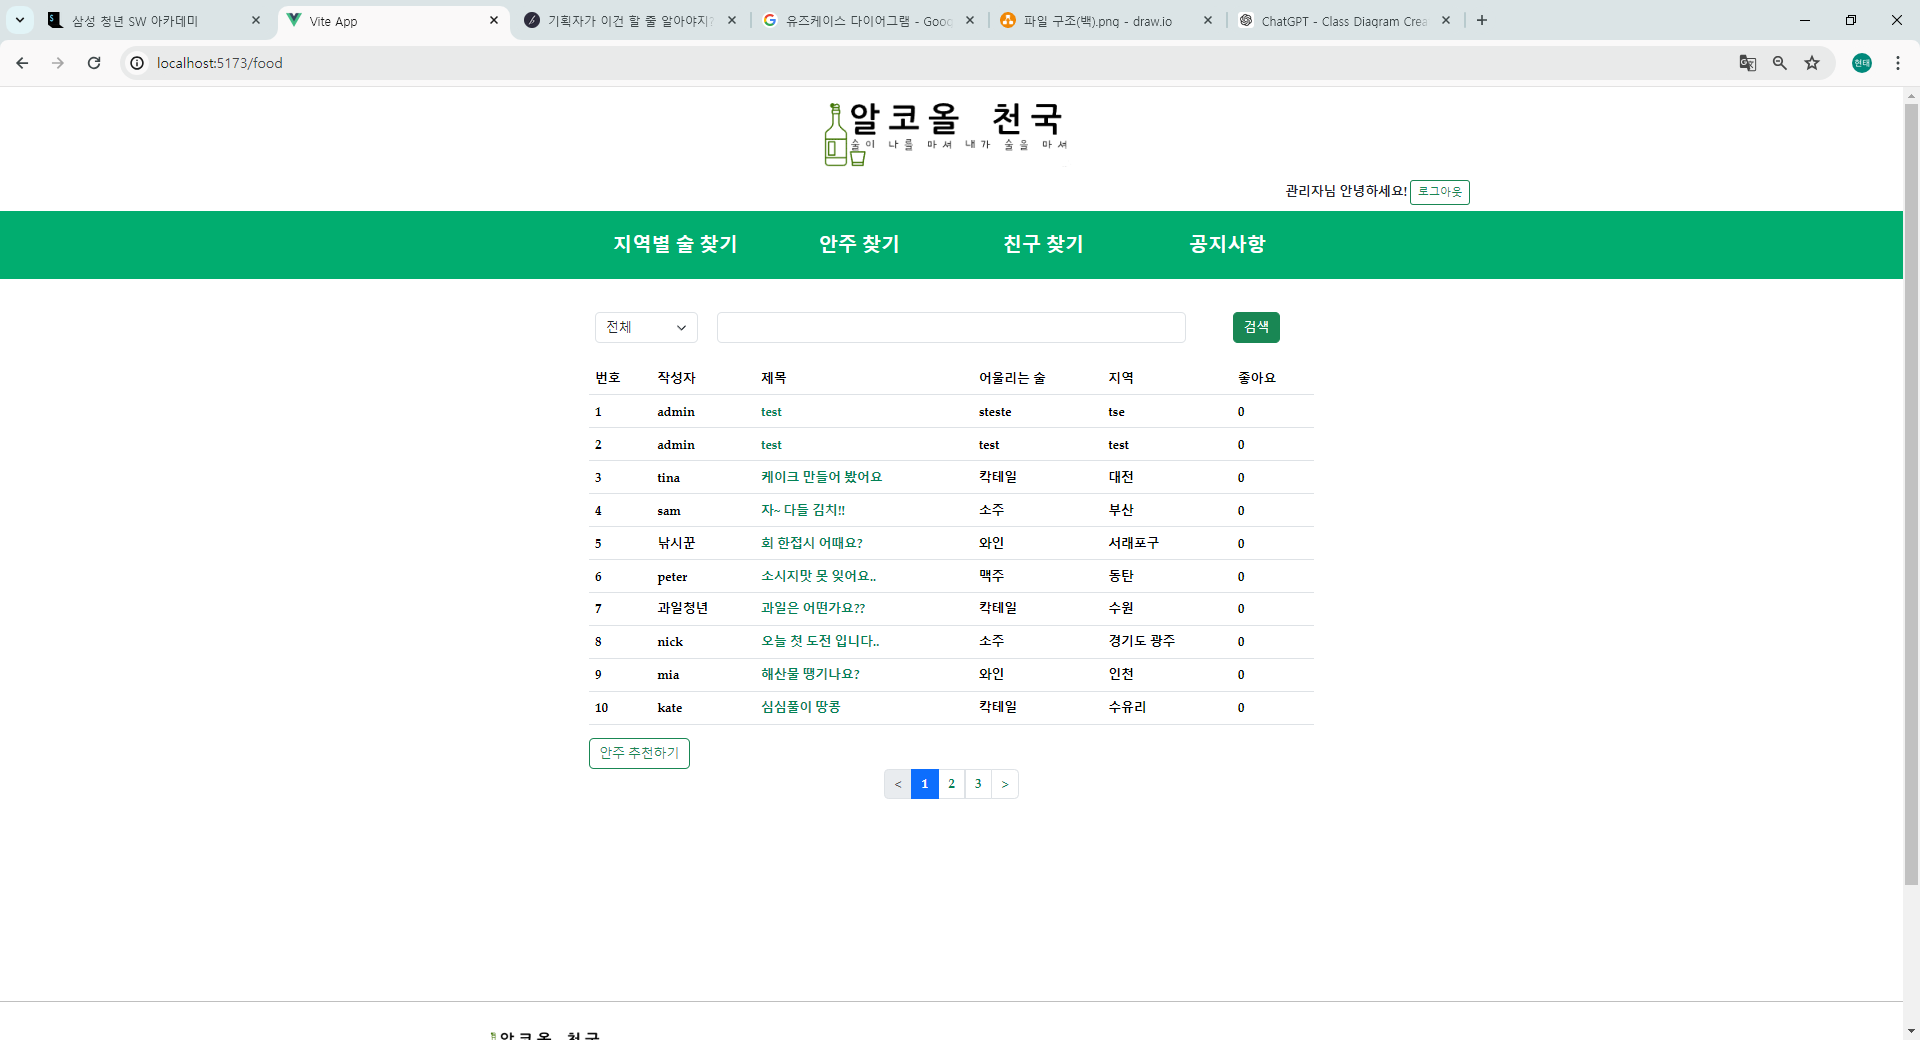 삼성 청년 SW 아카데미
Vite App
기획자가 이건 할 줄 알아야지?
유즈케이스 다이어그램 - Goog
파일 구조(백).png - draw.io
ChatGPT - Class Diagram Crea
localhost:5173/food
현태
알코올 천국
술이 나를 마셔 내가 술을 마셔
관리자님 안녕하세요! 로그아웃
지역별 술 찾기 안주 찾기 친구 찾기 공지사항
전체 검색
번호 작성자 제목 어울리는 술 지역 좋아요
1 admin test steste tse 0
2 admin test test test 0
3 tina 케이크 만들어 봤어요 칵테일 대전 0
4 sam 자~ 다들 김치!! 소주 부산 0
5 낚시꾼 회 한접시 어때요? 와인 서래포구 0
6 peter 소시지맛 못 잊어요.. 맥주 동탄 0
7 과일청년 과일은 어떤가요?? 칵테일 수원 0
8 nick 오늘 첫 도전 입니다.. 소주 경기도 광주 0
9 mia 해산물 땡기나요? 와인 인천 0
10 kate 심심풀이 땅콩 칵테일 수유리 0
안주 추천하기
< 1 2 3 >
알코올 천국